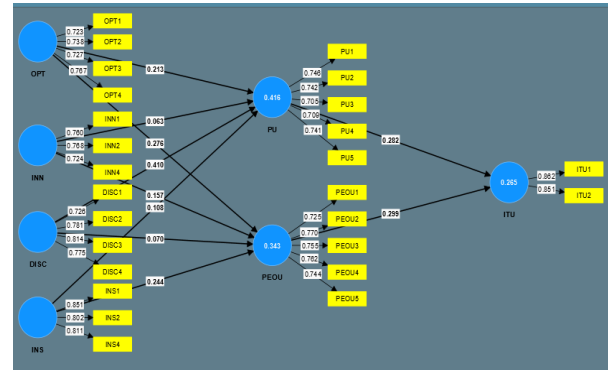 OPT1
0.723
0.738
OPT2
0.727
OPT3
0.767
OPT4
OPT
0.213
INN1
0.760
0.768
INN2
0.724
INN4
INN
0.063
0.276
0.410
0.157
0.108
DISC1
0.726
0.781
DISC2
0.814
DISC3
0.775
DISC4
DISC
0.070
0.244
INS1
0.851
0.802
INS2
0.811
INS4
INS
0.416
PU
PU1
0.746
0.742
PU2
0.705
PU3
0.709
PU4
0.741
PU5
0.282
0.343
PEOU
PEOU1
0.725
0.770
PEOU2
0.755
PEOU3
0.762
PEOU4
0.744
PEOU5
0.299
0.265
ITU
0.862
ITU1
0.851
ITU2